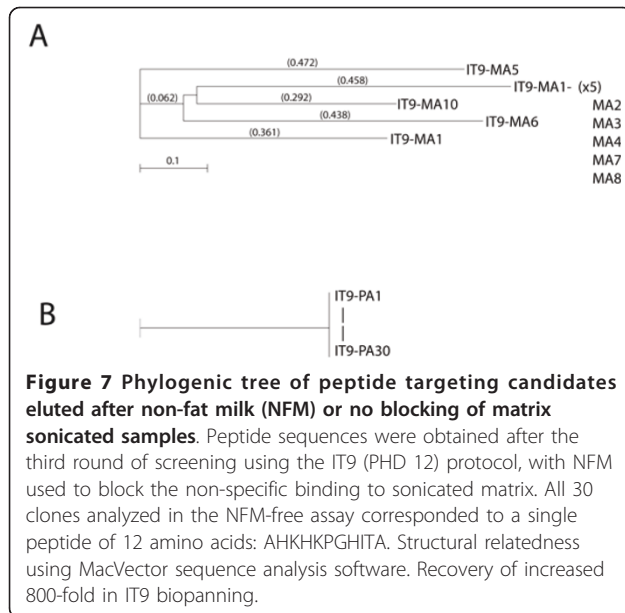 A
(0.472)
IT9-MA5
(0.458)
IT9-MA1- (x5)
(0.062)
(0.292)
IT9-MA10
MA2
(0.438)
IT9-MA6
MA3
(0.361)
IT9-MA1
MA4
0.1
MA7
MA8
B
IT9-PA1
IT9-PA30
Figure 7 Phylogenic tree of peptide targeting candidates
eluted after non-fat milk (NFM) or no blocking of matrix
sonicated samples. Peptide sequences were obtained after the
third round of screening using the IT9 (PHD 12) protocol, with NFM
used to block the non-specific binding to sonicated matrix. All 30
clones analyzed in the NFM-free assay corresponded to a single
peptide of 12 amino acids: AHKHKPGHITA. Structural relatedness
using MacVector sequence analysis software. Recovery of increased
800-fold in IT9 biopanning.